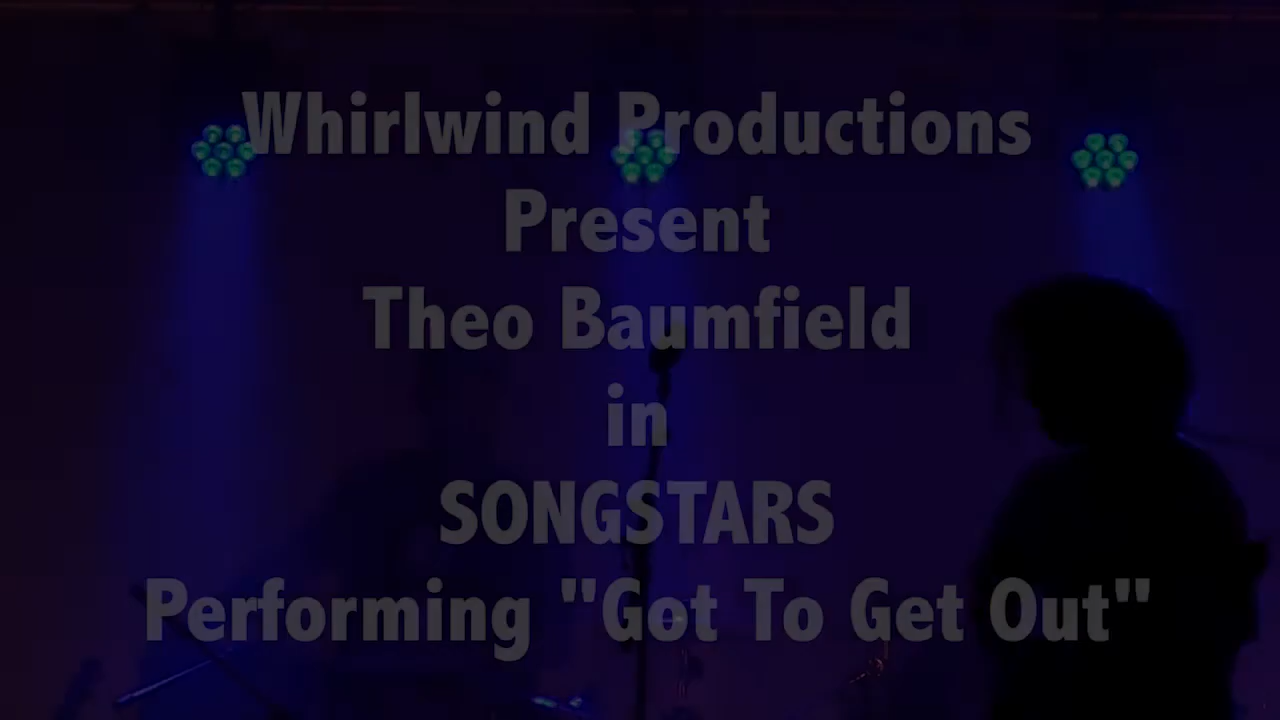 Whirlwind Productions
Present
Theo Baumfield
in
SONGSTARS
Performing "Got To Get Out"